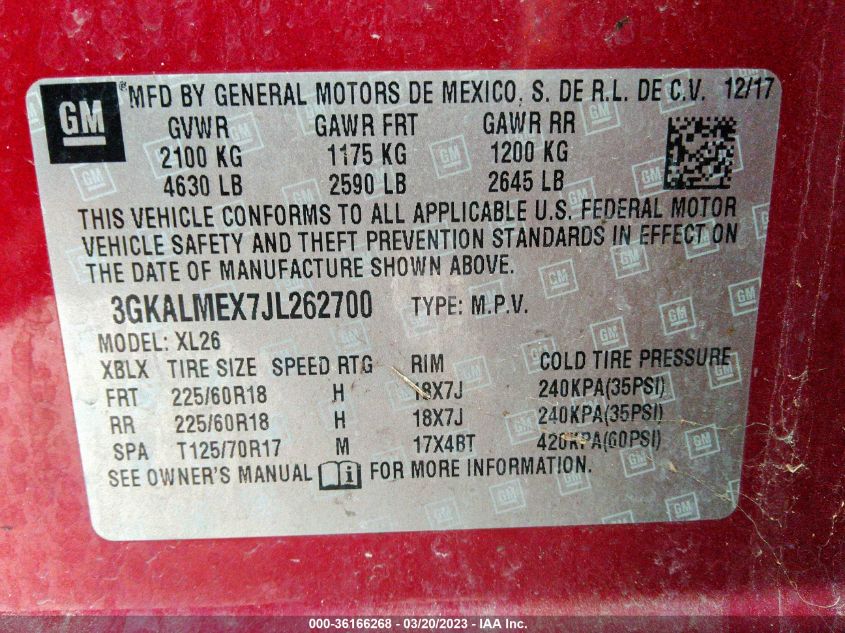 GM
®MFD BY GENERAL MOTORS DE MEXICO, S. DE R.L. DE C.V. 12/17
GVWR GAWR FRT GAWR RR
2100 KG 1175 KG 1200 KG
4630 LB 2590 LB 2645 LB
THIS VEHICLE CONFORMS TO ALL APPLICABLE U.S. FEDERAL MOTOR
VEHICLE SAFETY AND THEFT PREVENTION STANDARDS IN EFFECT ON
THE DATE OF MANUFACTURE SHOWN ABOVE.
3GKALMEX7JL262700 TYPE: M.P.V.
MODEL: XL26
XBLX TIRE SIZE SPEED RTG RIM COLD TIRE PRESSURE
FRT 225/60R18 H 18X7J 240KPA(35PSI)
RR 225/60R18 H 18X7J 240KPA(35PSI)
SPA T125/70R17 M 17X4BT 420KPA(60PSI)
SEE OWNER'S MANUAL i FOR MORE INFORMATION.
000-36166268 - 03/20/2023 - IAA Inc.